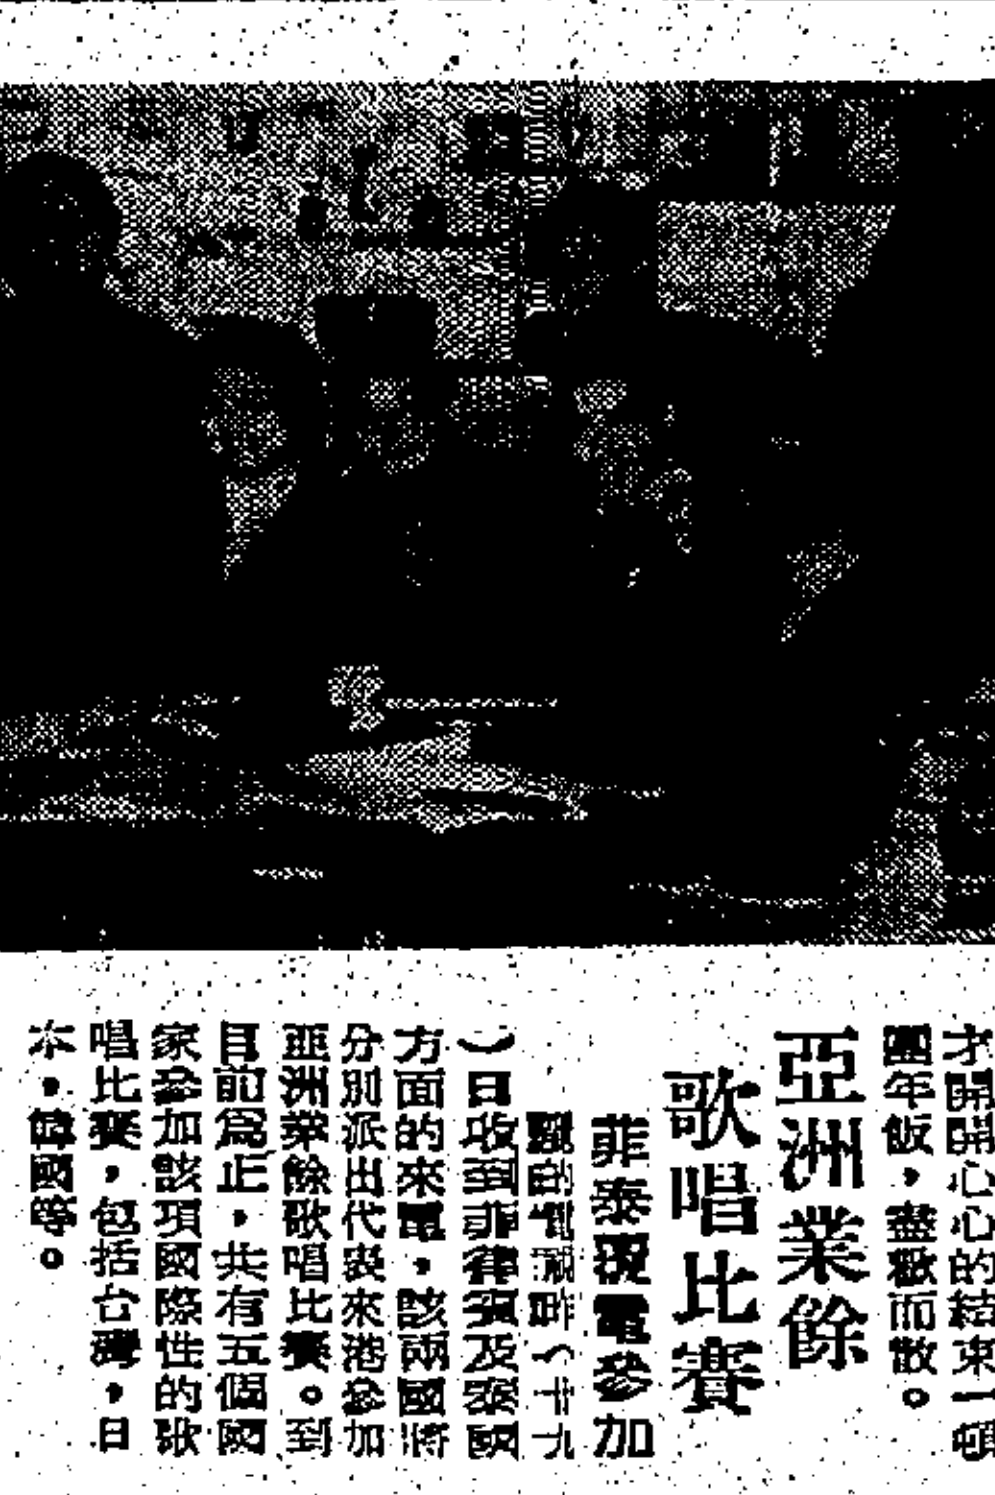 才開開心心的結束一頓
團年飯，盡歡而散。
亞洲業餘
歌唱比賽
菲泰覆電參加
麗的電視昨（十九
）日收到菲律賓及泰國
方面的來電，該兩國將
分別派出代表來港參加
亞洲業餘歌唱比賽。到
目前為止，共有五個國
家參加該項國際性的歌
唱比賽，包括台灣，日
本，韓國等。